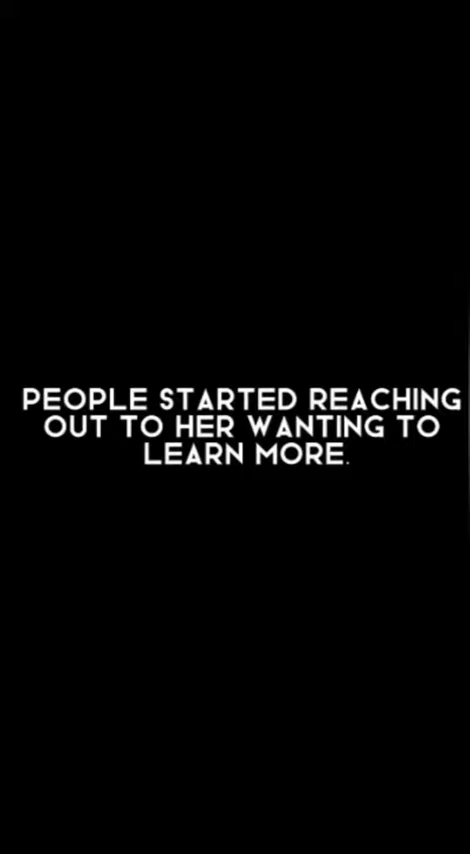 PEOPLE STARTED REACHING
OUT TO HER WANTING TO
LEARN MORE.